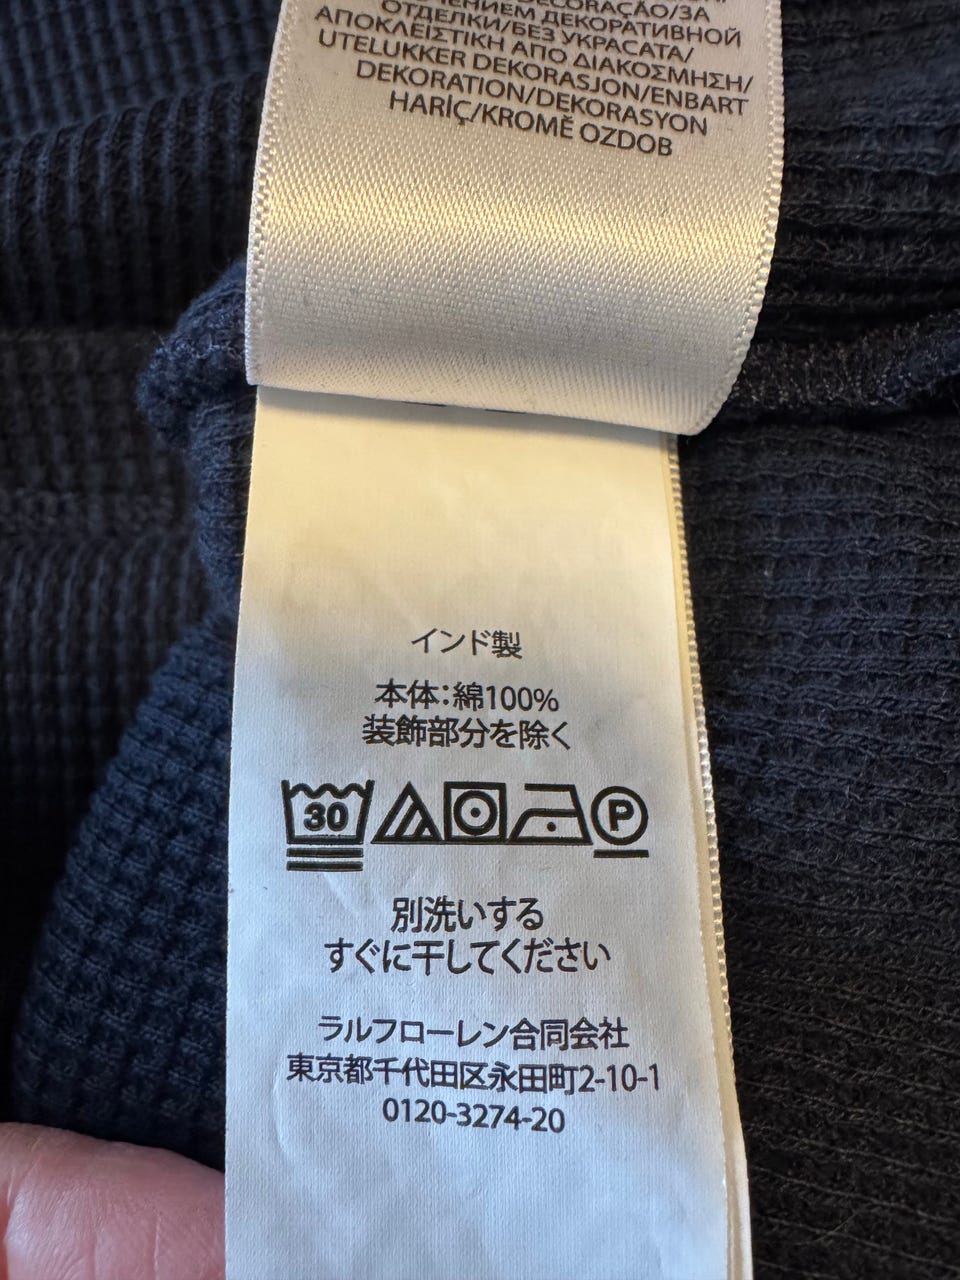 DECORAÇÃO/ЗА
ОТДЕЛКИ/БЕЗ УКРАСАТА/
ΑΠΟΚΛΕΙΣΤΙΚΗ ΑΠΟ ΔΙΑΚΟΣΜΗΣΗ/
UTELUKKER DEKORASJON/ENBART
DEKORATION/DEKORASYON
HARİÇ/KROMĚ OZDOB
インド製
本体:綿100%
装飾部分を除く
30 P
別洗いする
すぐに干してください
ラルフローレン合同会社
東京都千代田区永田町2-10-1
0120-3274-20